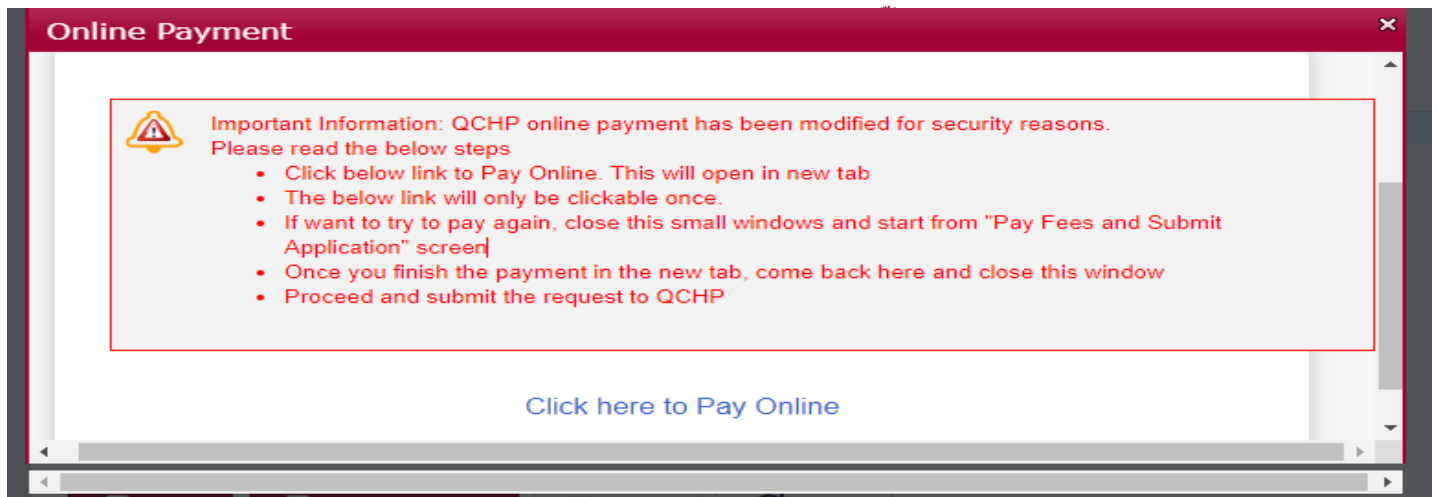 Online Payment
Important Information: QCHP online payment has been modified for security reasons.
Please read the below steps
• Click below link to Pay Online. This will open in new tab
• The below link will only be clickable once.
• If want to try to pay again, close this small windows and start from "Pay Fees and Submit
Application" screen
• Once you finish the payment in the new tab, come back here and close this window
• Proceed and submit the request to QCHP
Click here to Pay Online